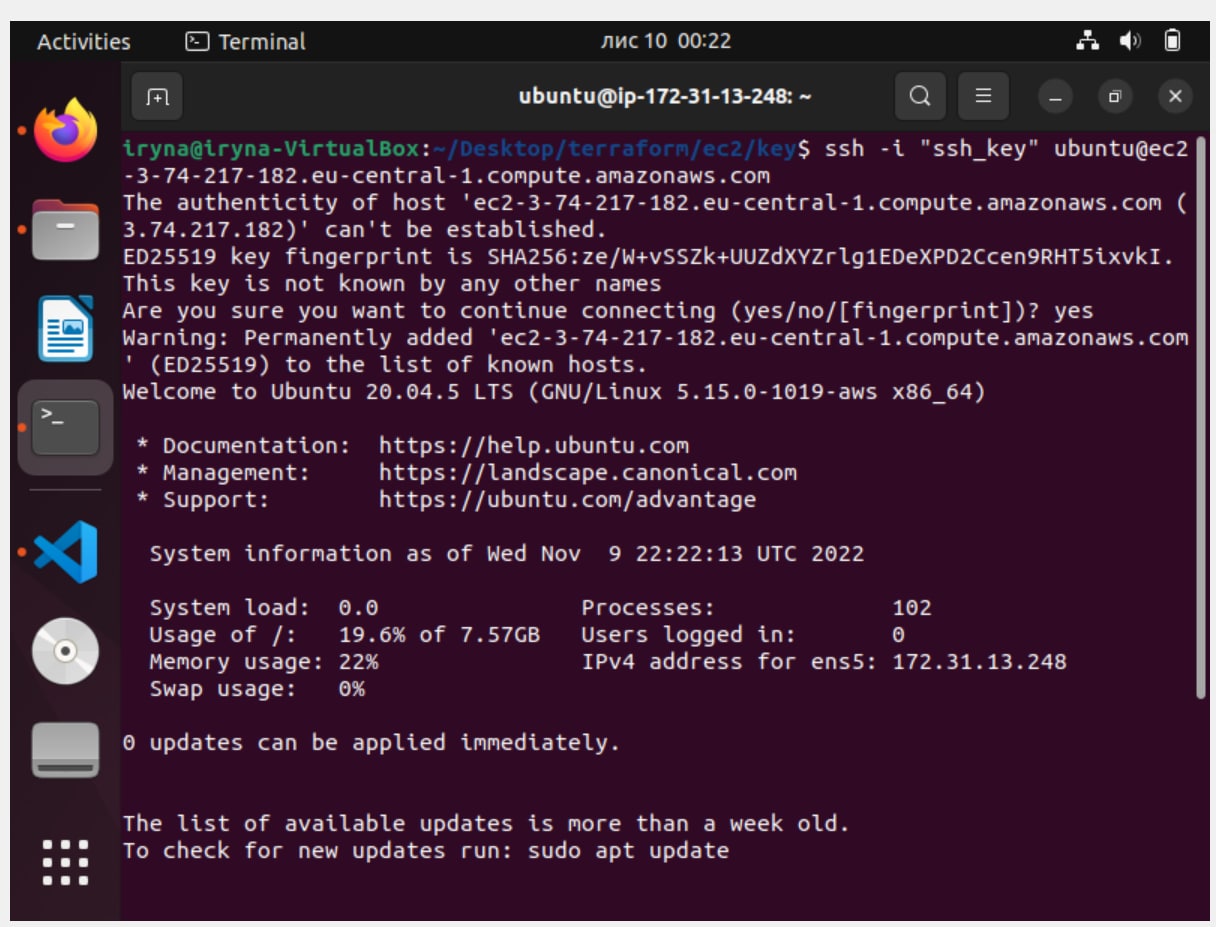 Activities Terminal лис 10 00:22
ubuntu@ip-172-31-13-248: ~
iryna@iryna-VirtualBox:~/Desktop/terraform/ec2/key$ ssh -i "ssh_key" ubuntu@ec2
-3-74-217-182.eu-central-1.compute.amazonaws.com
The authenticity of host 'ec2-3-74-217-182.eu-central-1.compute.amazonaws.com (
3.74.217.182)' can't be established.
ED25519 key fingerprint is SHA256:ze/W+vSSZk+UUZdXYZrlg1EDeXPD2Ccen9RHT5ixvkI.
This key is not known by any other names
Are you sure you want to continue connecting (yes/no/[fingerprint])? yes
Warning: Permanently added 'ec2-3-74-217-182.eu-central-1.compute.amazonaws.com
' (ED25519) to the list of known hosts.
Welcome to Ubuntu 20.04.5 LTS (GNU/Linux 5.15.0-1019-aws x86_64)
* Documentation: https://help.ubuntu.com
* Management: https://landscape.canonical.com
* Support: https://ubuntu.com/advantage
System information as of Wed Nov 9 22:22:13 UTC 2022
System load: 0.0 Processes: 102
Usage of /: 19.6% of 7.57GB Users logged in: 0
Memory usage: 22% IPv4 address for ens5: 172.31.13.248
Swap usage: 0%
0 updates can be applied immediately.
The list of available updates is more than a week old.
To check for new updates run: sudo apt update